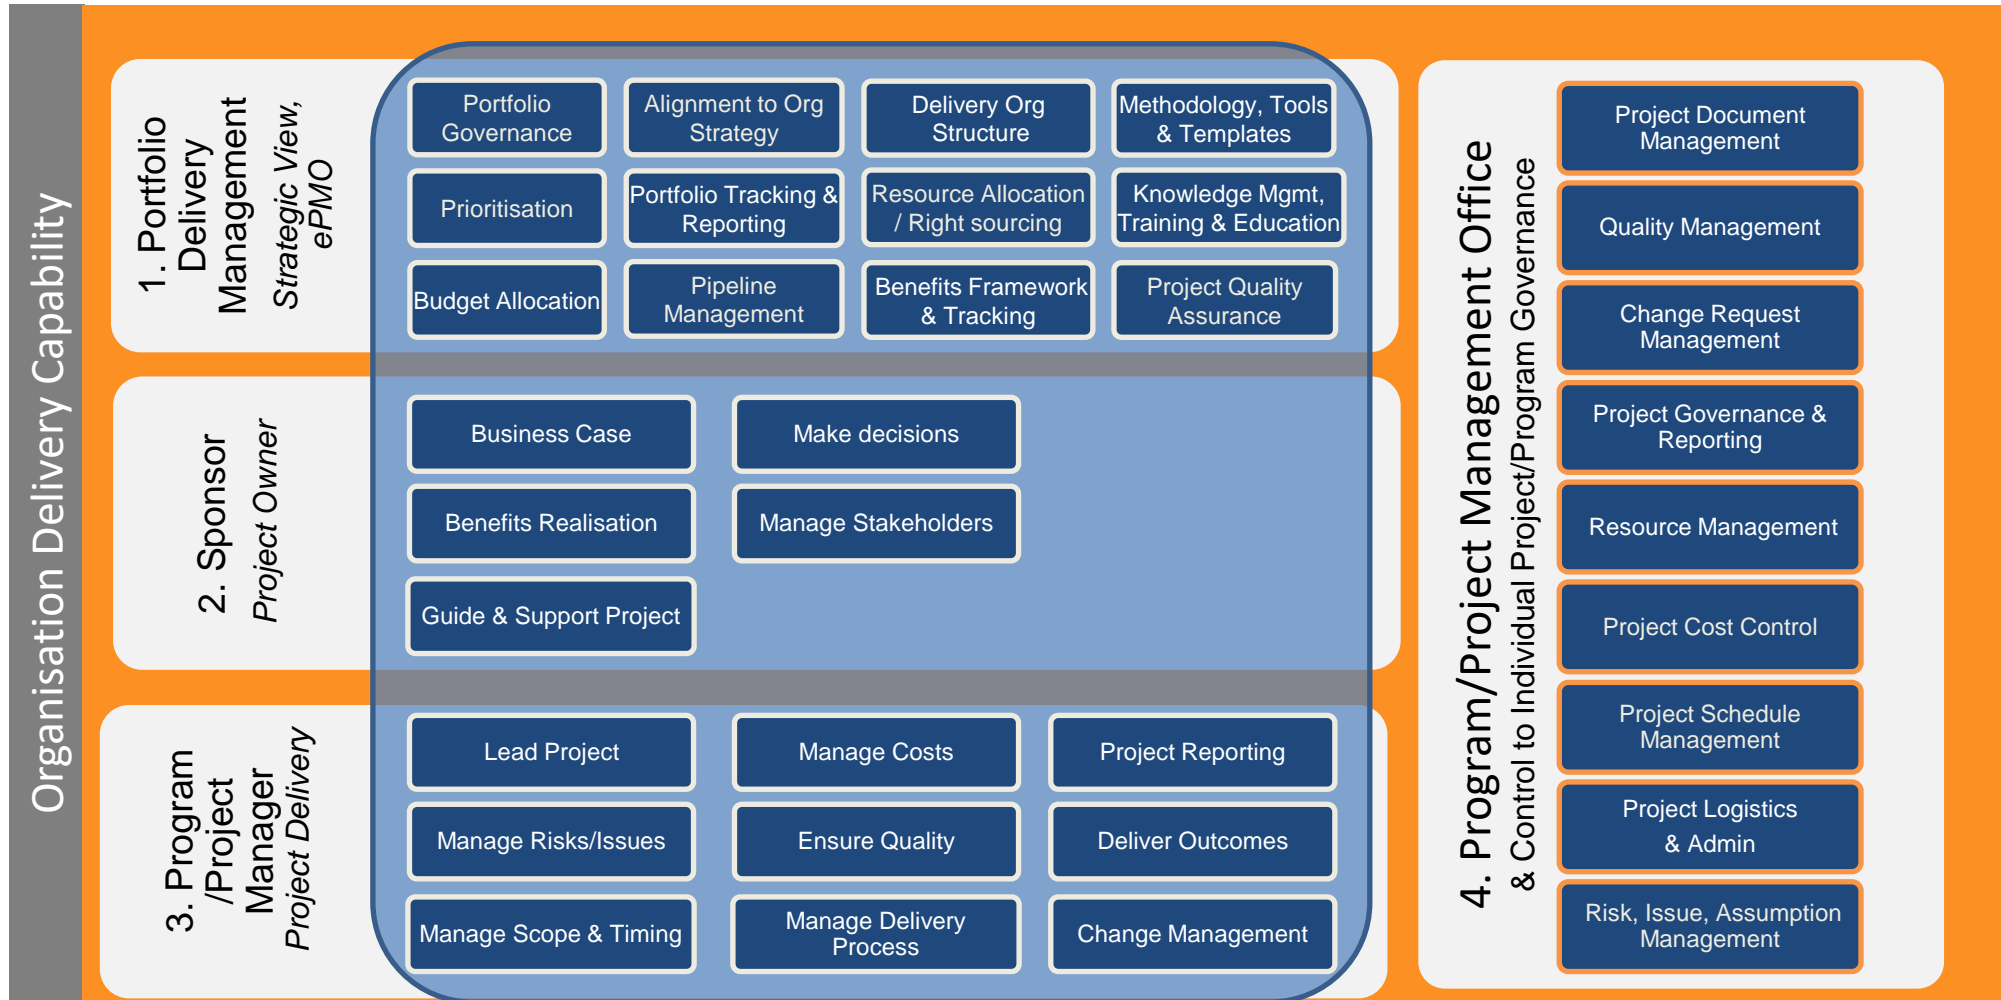 Organisation Delivery Capability
1. Portfolio
Delivery
Management
Strategic View,
ePMO
Portfolio
Governance
Alignment to Org
Strategy
Delivery Org
Structure
Methodology, Tools
& Templates
Prioritisation
Portfolio Tracking &
Reporting
Resource Allocation
/ Right sourcing
Knowledge Mgmt,
Training & Education
Budget Allocation
Pipeline
Management
Benefits Framework
& Tracking
Project Quality
Assurance
2. Sponsor
Project Owner
Business Case
Make decisions
Benefits Realisation
Manage Stakeholders
Guide & Support Project
3. Program
/Project
Manager
Project Delivery
Lead Project
Manage Costs
Project Reporting
Manage Risks/Issues
Ensure Quality
Deliver Outcomes
Manage Scope & Timing
Manage Delivery
Process
Change Management
4. Program/Project Management Office
& Control to Individual Project/Program Governance
Project Document
Management
Quality Management
Change Request
Management
Project Governance &
Reporting
Resource Management
Project Cost Control
Project Schedule
Management
Project Logistics
& Admin
Risk, Issue, Assumption
Management